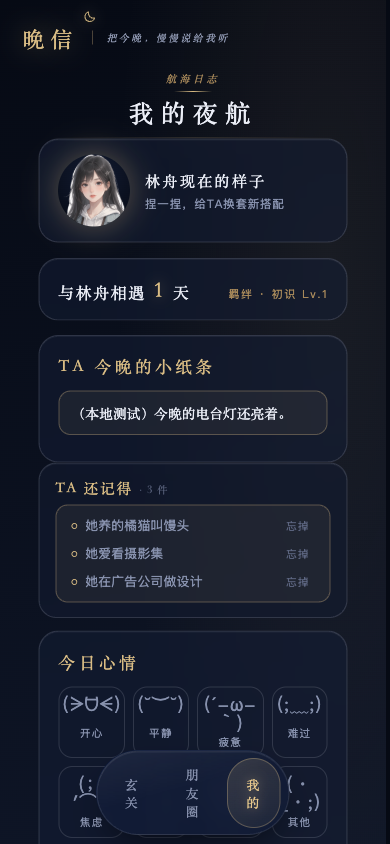 晚信
把今晚，慢慢说给我听
航海日志
我的夜航
林舟现在的样子
捏一捏，给TA换套新搭配
与林舟相遇 1 天
羁绊 · 初识 Lv.1
TA 今晚的小纸条
（本地测试）今晚的电台灯还亮着。
TA 还记得 · 3 件
她养的橘猫叫馒头 忘掉
她爱看摄影集 忘掉
她在广告公司做设计 忘掉
今日心情
开心 平静 疲惫 难过
焦虑 其他
玄关 朋友圈 我的